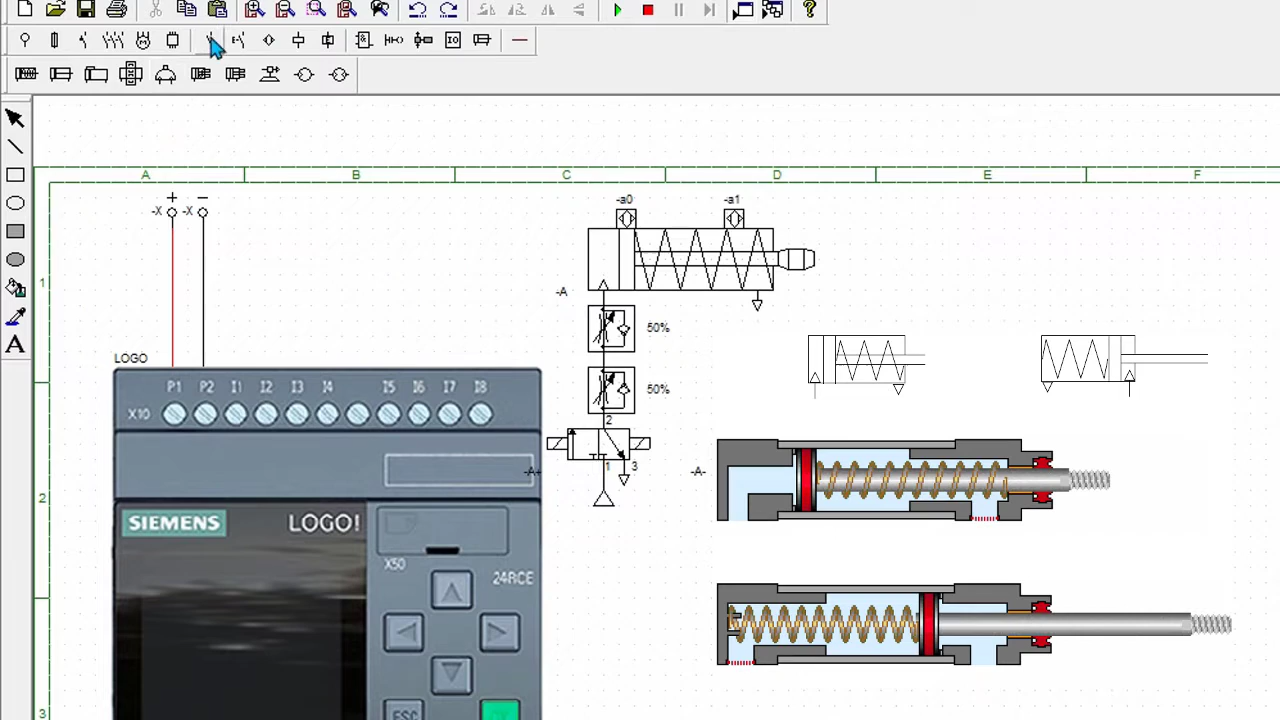 A
A B C D E F
+ −
-X -X
-a0 -a1
1
-A
50%
LOGO
P1 P2 I1 I2 I3 I4 I5 I6 I7 I8
X10
50%
2
1 3
-A+ -A-
2
SIEMENS LOGO!
X50
24RCE
ESC
3